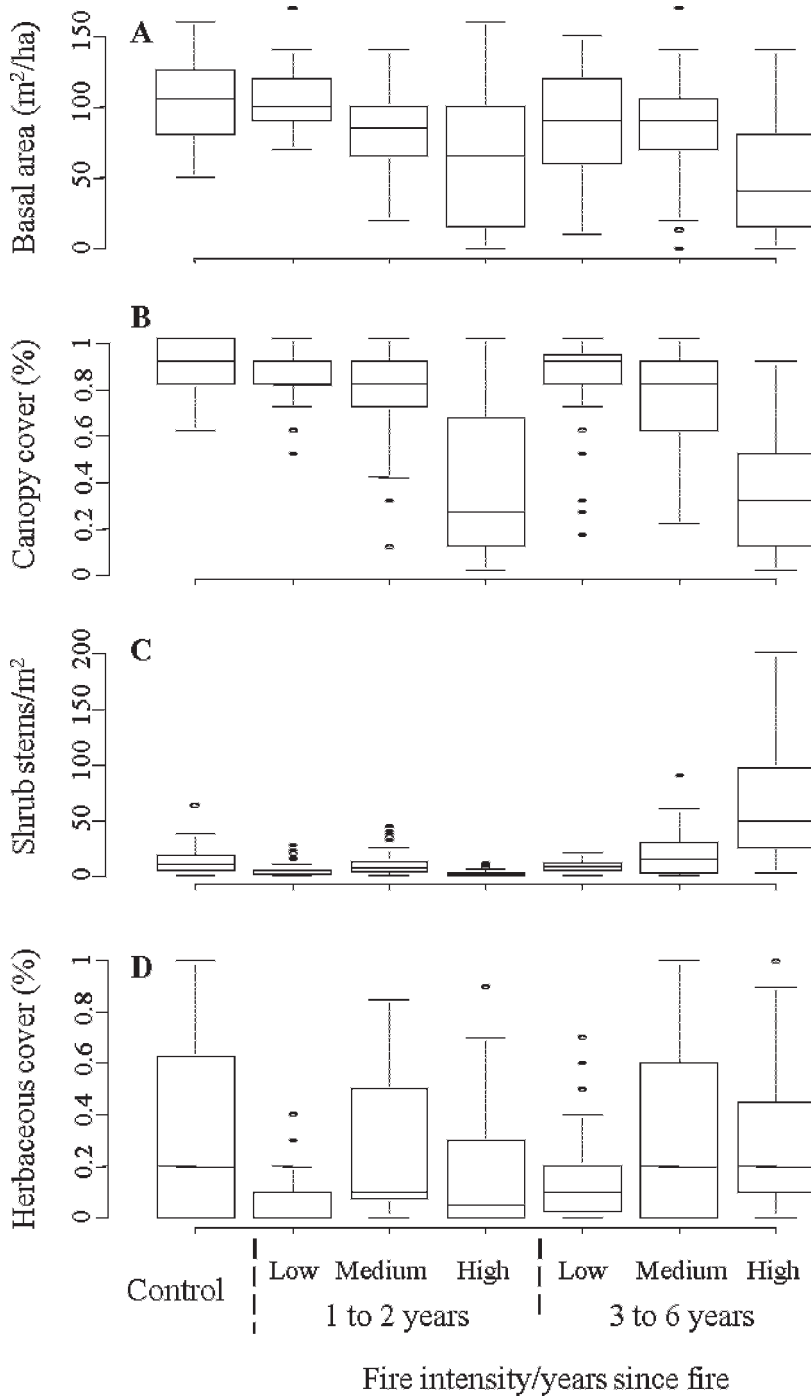 A
Basal area (m²/ha)
150
100
50
0
B
Canopy cover (%)
1
0.8
0.6
0.4
0.2
0
C
Shrub stems/m²
200
150
100
50
0
D
Herbaceous cover (%)
1
0.8
0.6
0.4
0.2
0
Control
Low Medium High Low Medium High
1 to 2 years 3 to 6 years
Fire intensity/years since fire